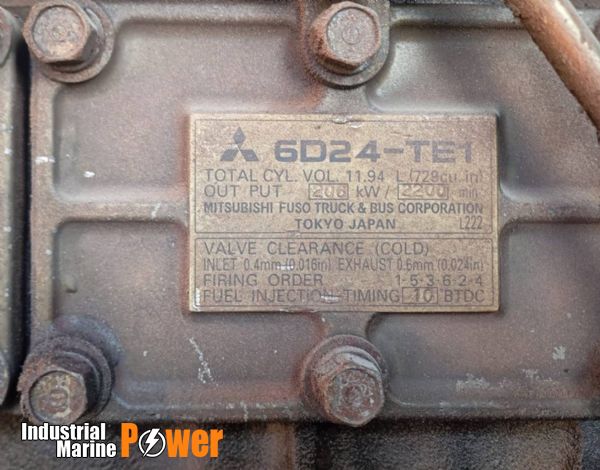 6D24-TE1
TOTAL CYL. VOL. 11.94 L (729cu.in)
OUT PUT 206 kW / 2200 min
MITSUBISHI FUSO TRUCK & BUS CORPORATION
TOKYO JAPAN L222
VALVE CLEARANCE (COLD)
INLET 0.4mm (0.016in) EXHAUST 0.6mm (0.024in)
FIRING ORDER 1-5-3-6-2-4
FUEL INJECTION TIMING 10 BTDC
Industrial
Marine Power